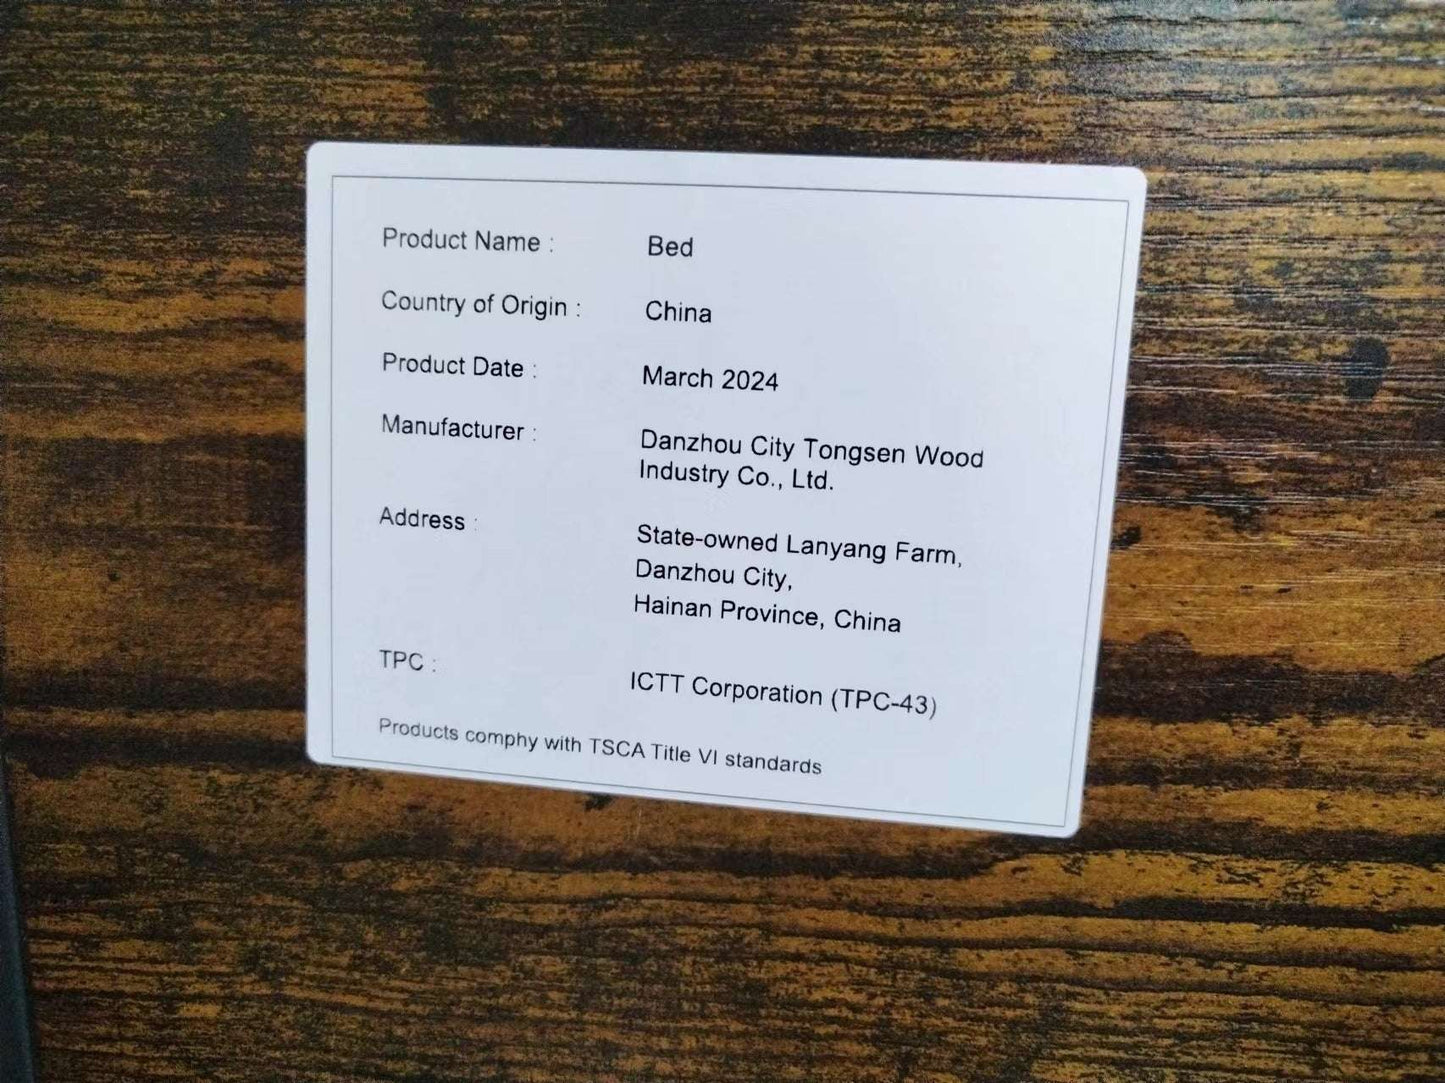 Product Name : Bed
Country of Origin : China
Product Date : March 2024
Manufacturer : Danzhou City Tongsen Wood
Industry Co., Ltd.
Address : State-owned Lanyang Farm,
Danzhou City,
Hainan Province, China
TPC : ICTT Corporation (TPC-43)
Products comphy with TSCA Title VI standards